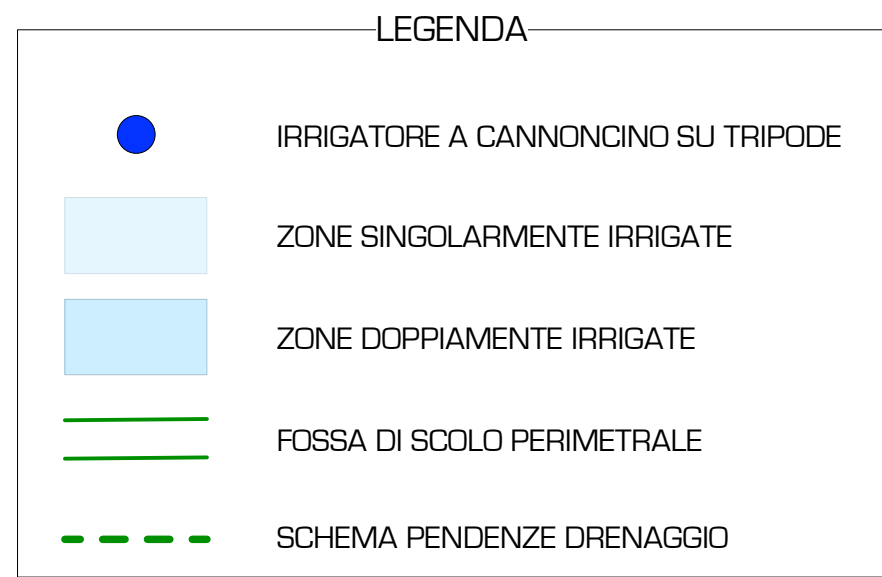 LEGENDA
IRRIGATORE A CANNONCINO SU TRIPODE
ZONE SINGOLARMENTE IRRIGATE
ZONE DOPPIAMENTE IRRIGATE
FOSSA DI SCOLO PERIMETRALE
SCHEMA PENDENZE DRENAGGIO